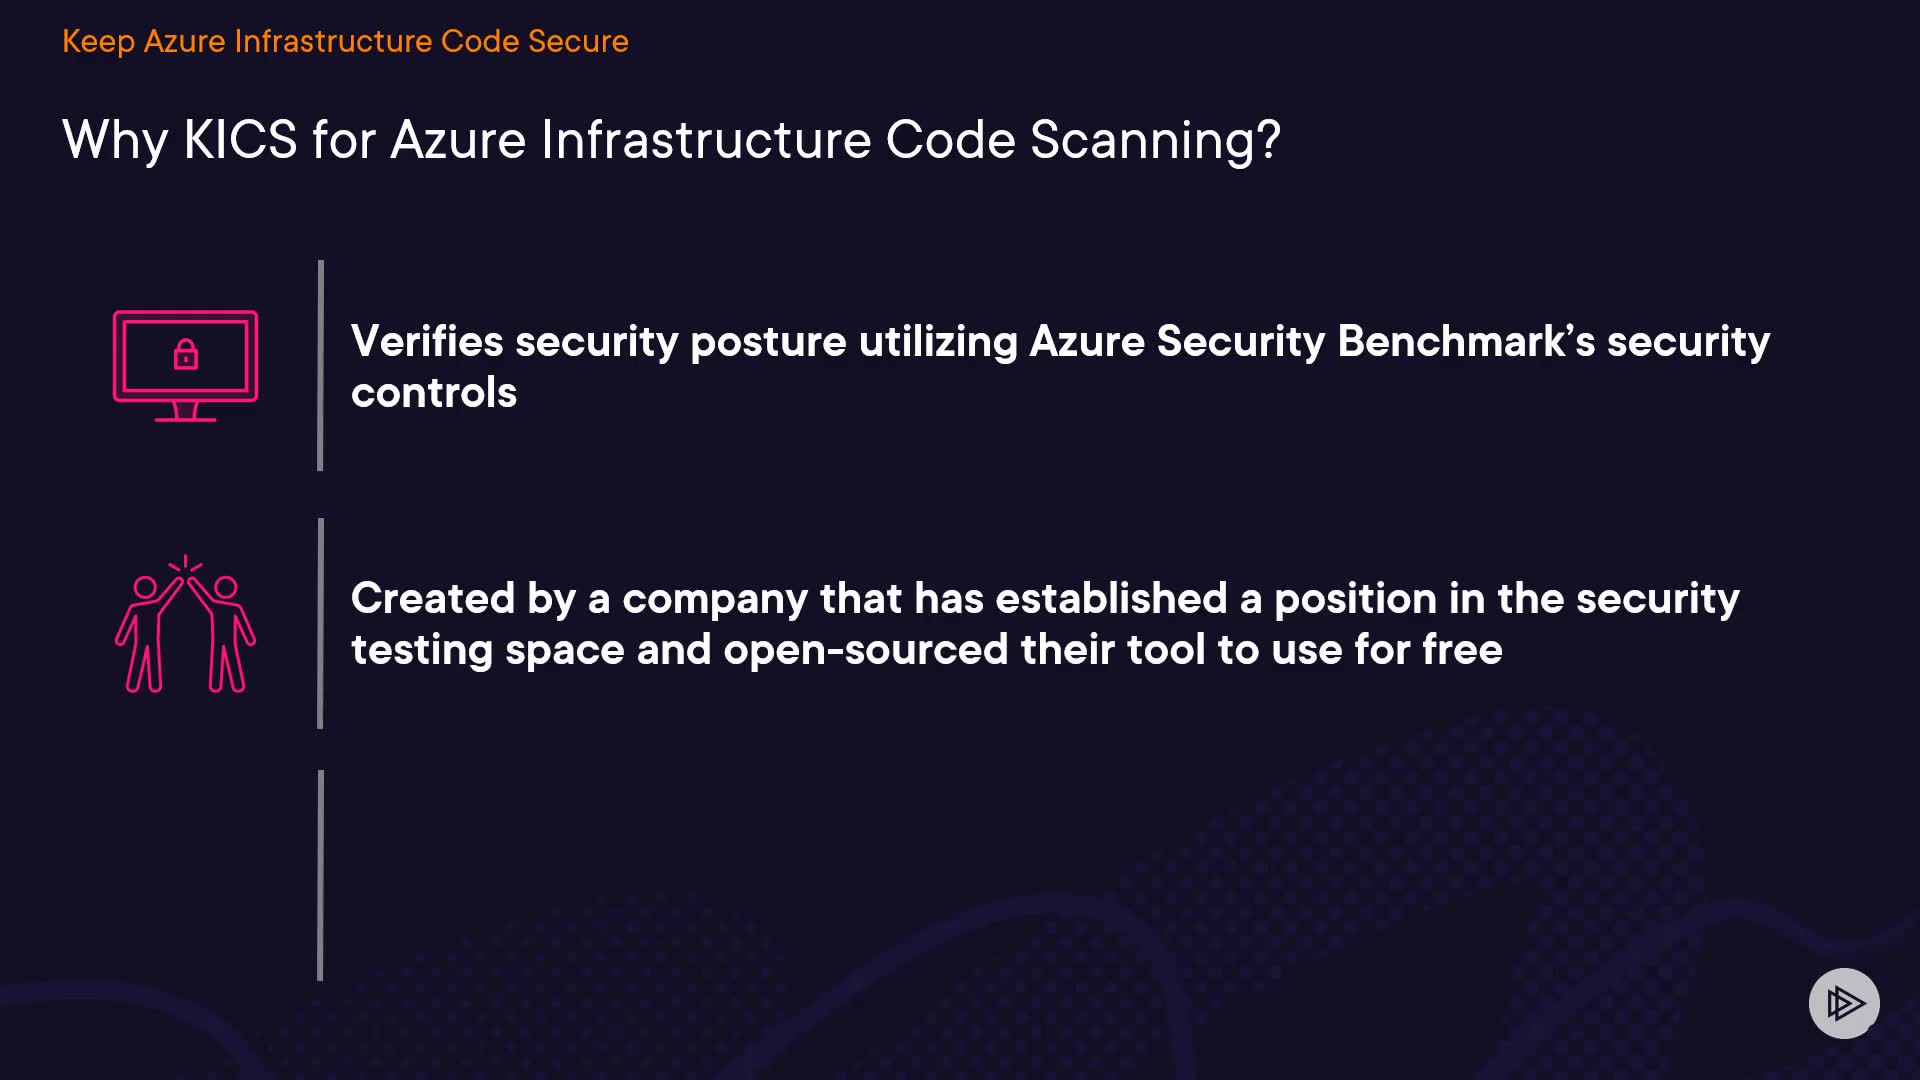 Keep Azure Infrastructure Code Secure
Why KICS for Azure Infrastructure Code Scanning?
Verifies security posture utilizing Azure Security Benchmark’s security
controls
Created by a company that has established a position in the security
testing space and open-sourced their tool to use for free